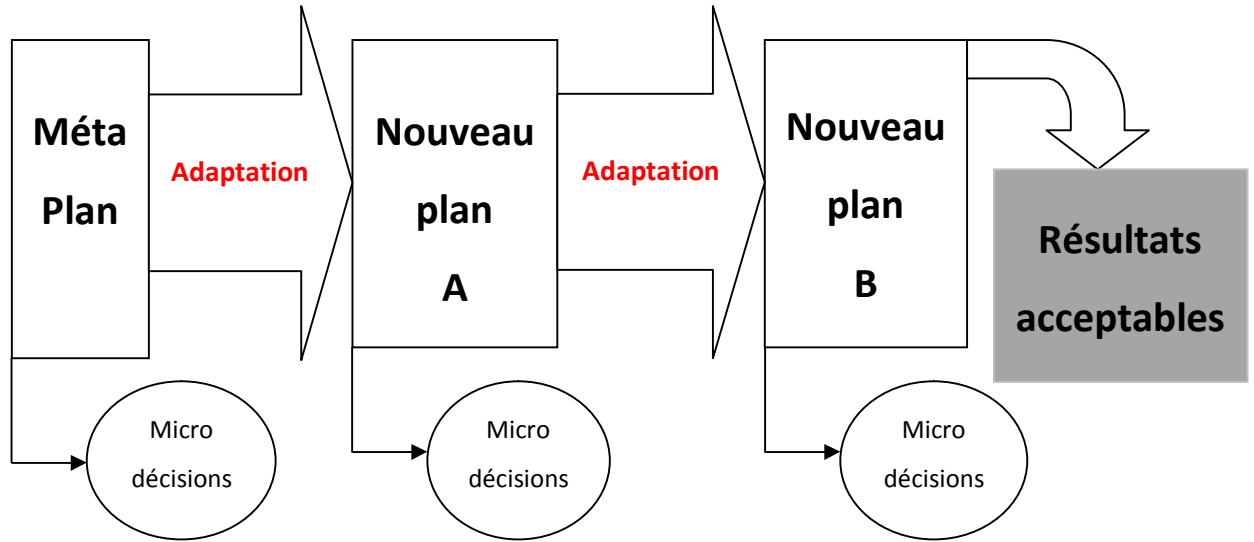 Méta
Plan
Adaptation
Nouveau
plan
A
Adaptation
Nouveau
plan
B
Résultats
acceptables
Micro
décisions
Micro
décisions
Micro
décisions